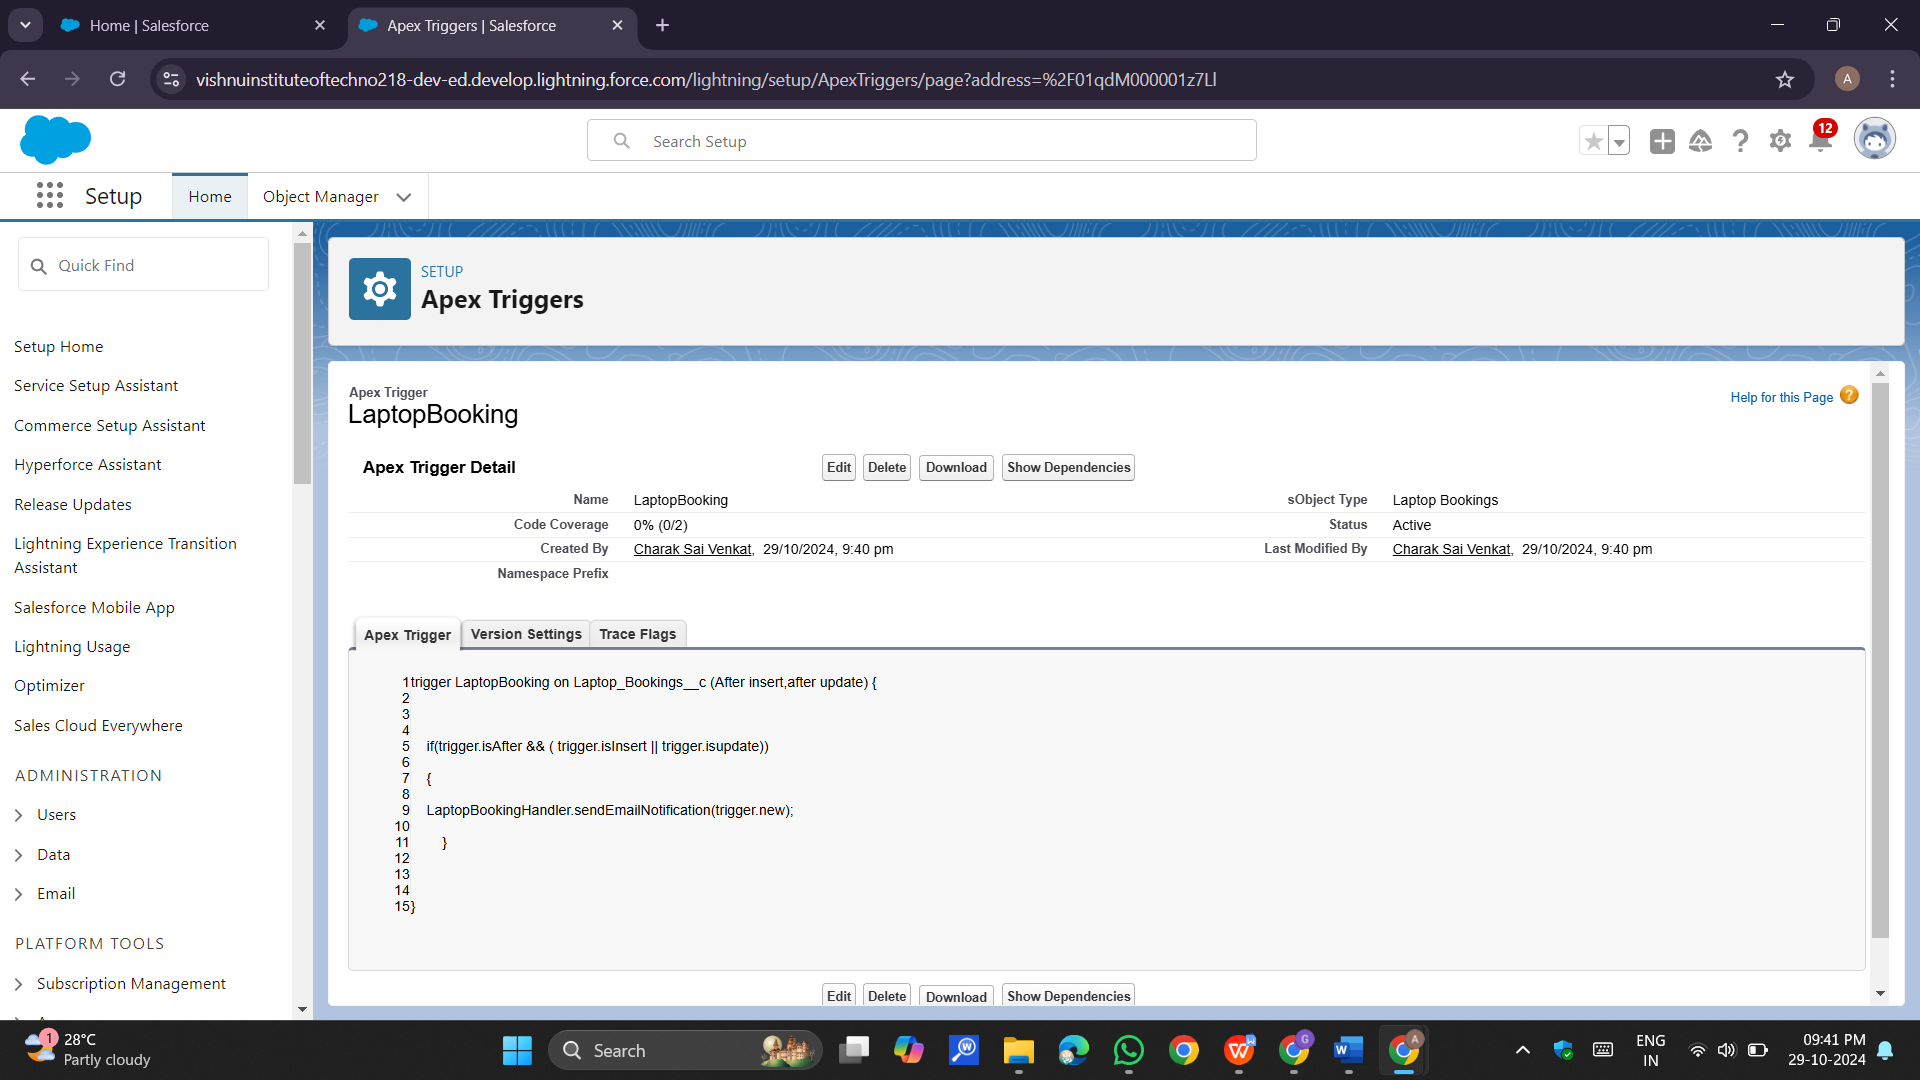 Home | Salesforce
Apex Triggers | Salesforce
vishnuinstituteoftechno218-dev-ed.develop.lightning.force.com/lightning/setup/ApexTriggers/page?address=%2F01qdM000001z7Ll
A
Search Setup
12
Setup
Home
Object Manager
Quick Find
Setup Home
Service Setup Assistant
Commerce Setup Assistant
Hyperforce Assistant
Release Updates
Lightning Experience Transition
Assistant
Salesforce Mobile App
Lightning Usage
Optimizer
Sales Cloud Everywhere
ADMINISTRATION
Users
Data
Email
PLATFORM TOOLS
Subscription Management
SETUP
Apex Triggers
Apex Trigger
LaptopBooking
Help for this Page ?
Apex Trigger Detail
Edit Delete Download Show Dependencies
Name LaptopBooking sObject Type Laptop Bookings
Code Coverage 0% (0/2) Status Active
Created By Charak Sai Venkat, 29/10/2024, 9:40 pm Last Modified By Charak Sai Venkat, 29/10/2024, 9:40 pm
Namespace Prefix
Apex Trigger Version Settings Trace Flags
1trigger LaptopBooking on Laptop_Bookings__c (After insert,after update) {
2
3
4
5 if(trigger.isAfter && ( trigger.isInsert || trigger.isupdate))
6
7 {
8
9 LaptopBookingHandler.sendEmailNotification(trigger.new);
10
11 }
12
13
14
15}
Edit Delete Download Show Dependencies
1
28°C
Partly cloudy
Search
G
A
ENG
IN
09:41 PM
29-10-2024